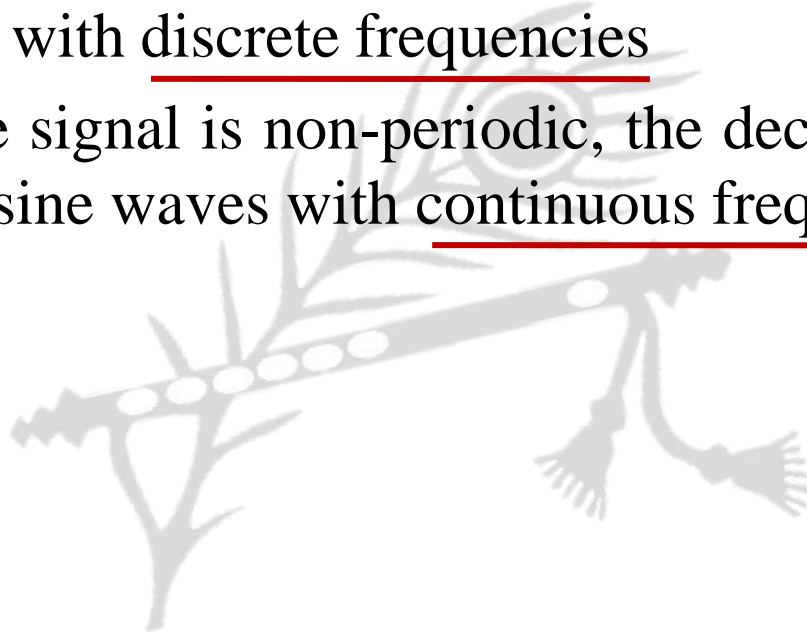 with discrete frequencies
e signal is non-periodic, the dec
sine waves with continuous freq